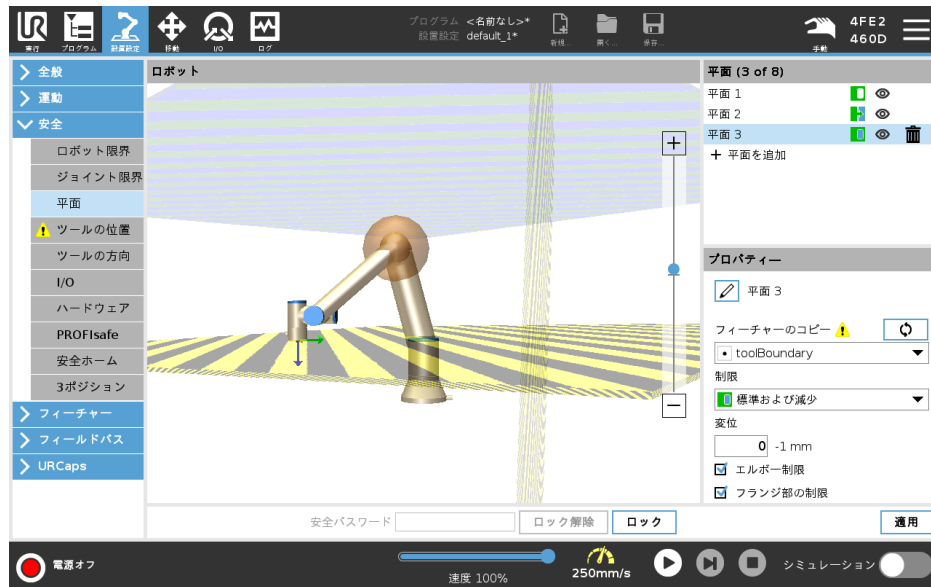 プログラム <名前なし>*
設置設定 default_1*
実行
プログラム
設置設定
移動
I/O
ログ
新規...
開く...
保存...
手動
4FE2
460D
全般
運動
安全
ロボット限界
ジョイント限界
平面
ツールの位置
ツールの方向
I/O
ハードウェア
PROFIsafe
安全ホーム
3ポジション
フィーチャー
フィールドバス
URCaps
ロボット
平面 (3 of 8)
平面 1
平面 2
平面 3
平面を追加
プロパティー
平面 3
フィーチャーのコピー
toolBoundary
制限
標準および減少
変位
0 -1 mm
エルボー制限
フランジ部の制限
安全パスワード
ロック解除
ロック
適用
電源オフ
速度 100%
250mm/s
シミュレーション